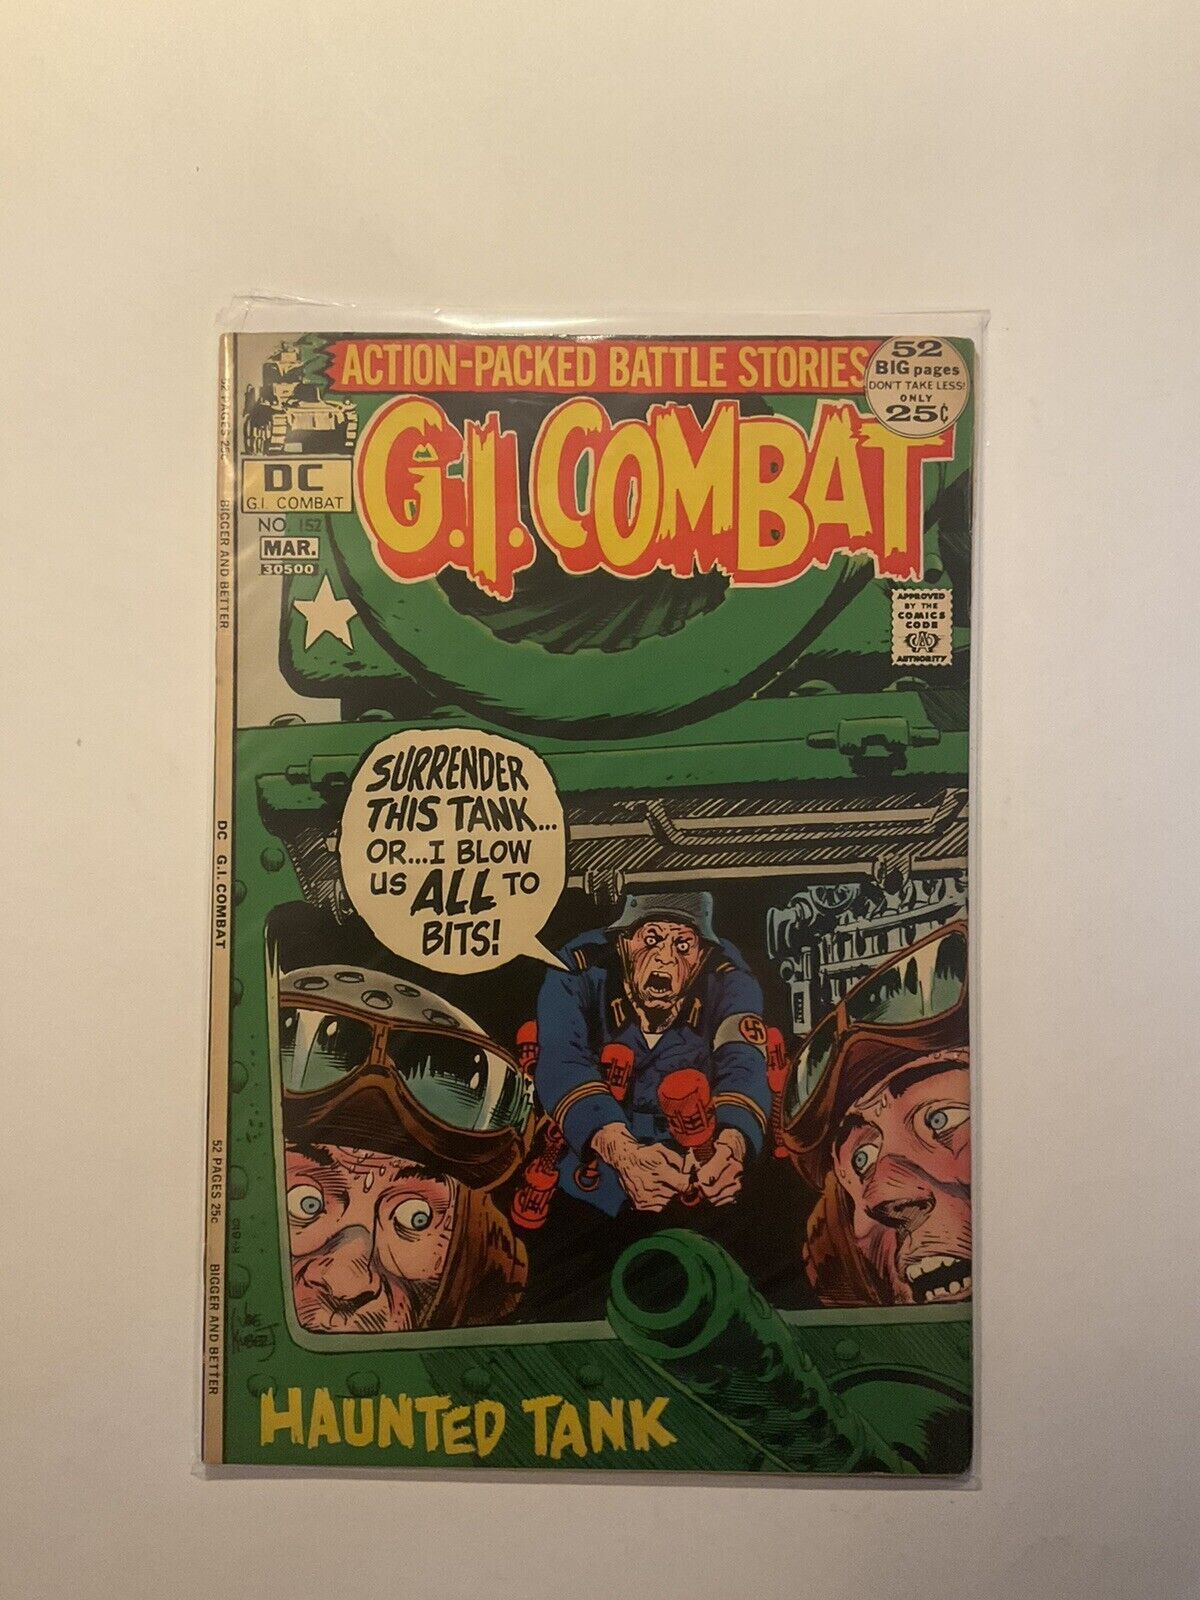 ACTION-PACKED BATTLE STORIES
52
BIG pages
DON'T TAKE LESS!
ONLY
25¢
G.I. COMBAT
DC
G.I. COMBAT
NO. 152
MAR.
30500
APPROVED
BY THE
COMICS
CODE
AUTHORITY
SURRENDER
THIS TANK...
OR...I BLOW
US ALL TO
BITS!
JOE
KUBERT
HAUNTED TANK
52 PAGES 25¢
BIGGER AND BETTER
DC G.I. COMBAT
52 PAGES 25¢
BIGGER AND BETTER